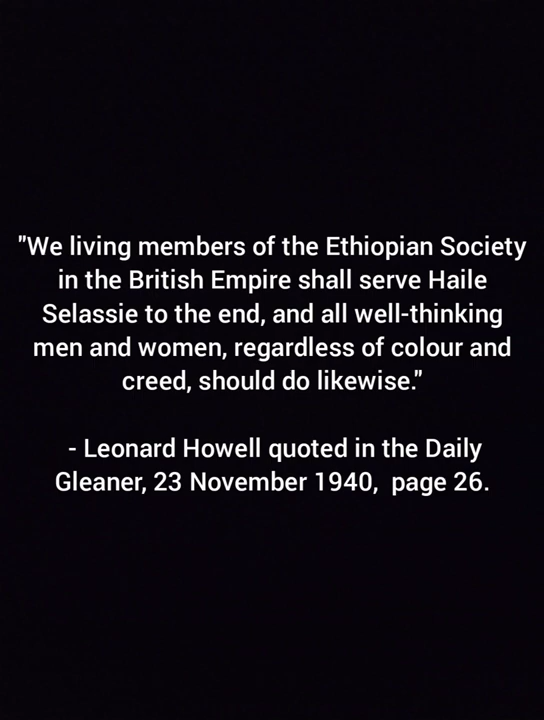 "We living members of the Ethiopian Society
in the British Empire shall serve Haile
Selassie to the end, and all well-thinking
men and women, regardless of colour and
creed, should do likewise."
- Leonard Howell quoted in the Daily
Gleaner, 23 November 1940,  page 26.